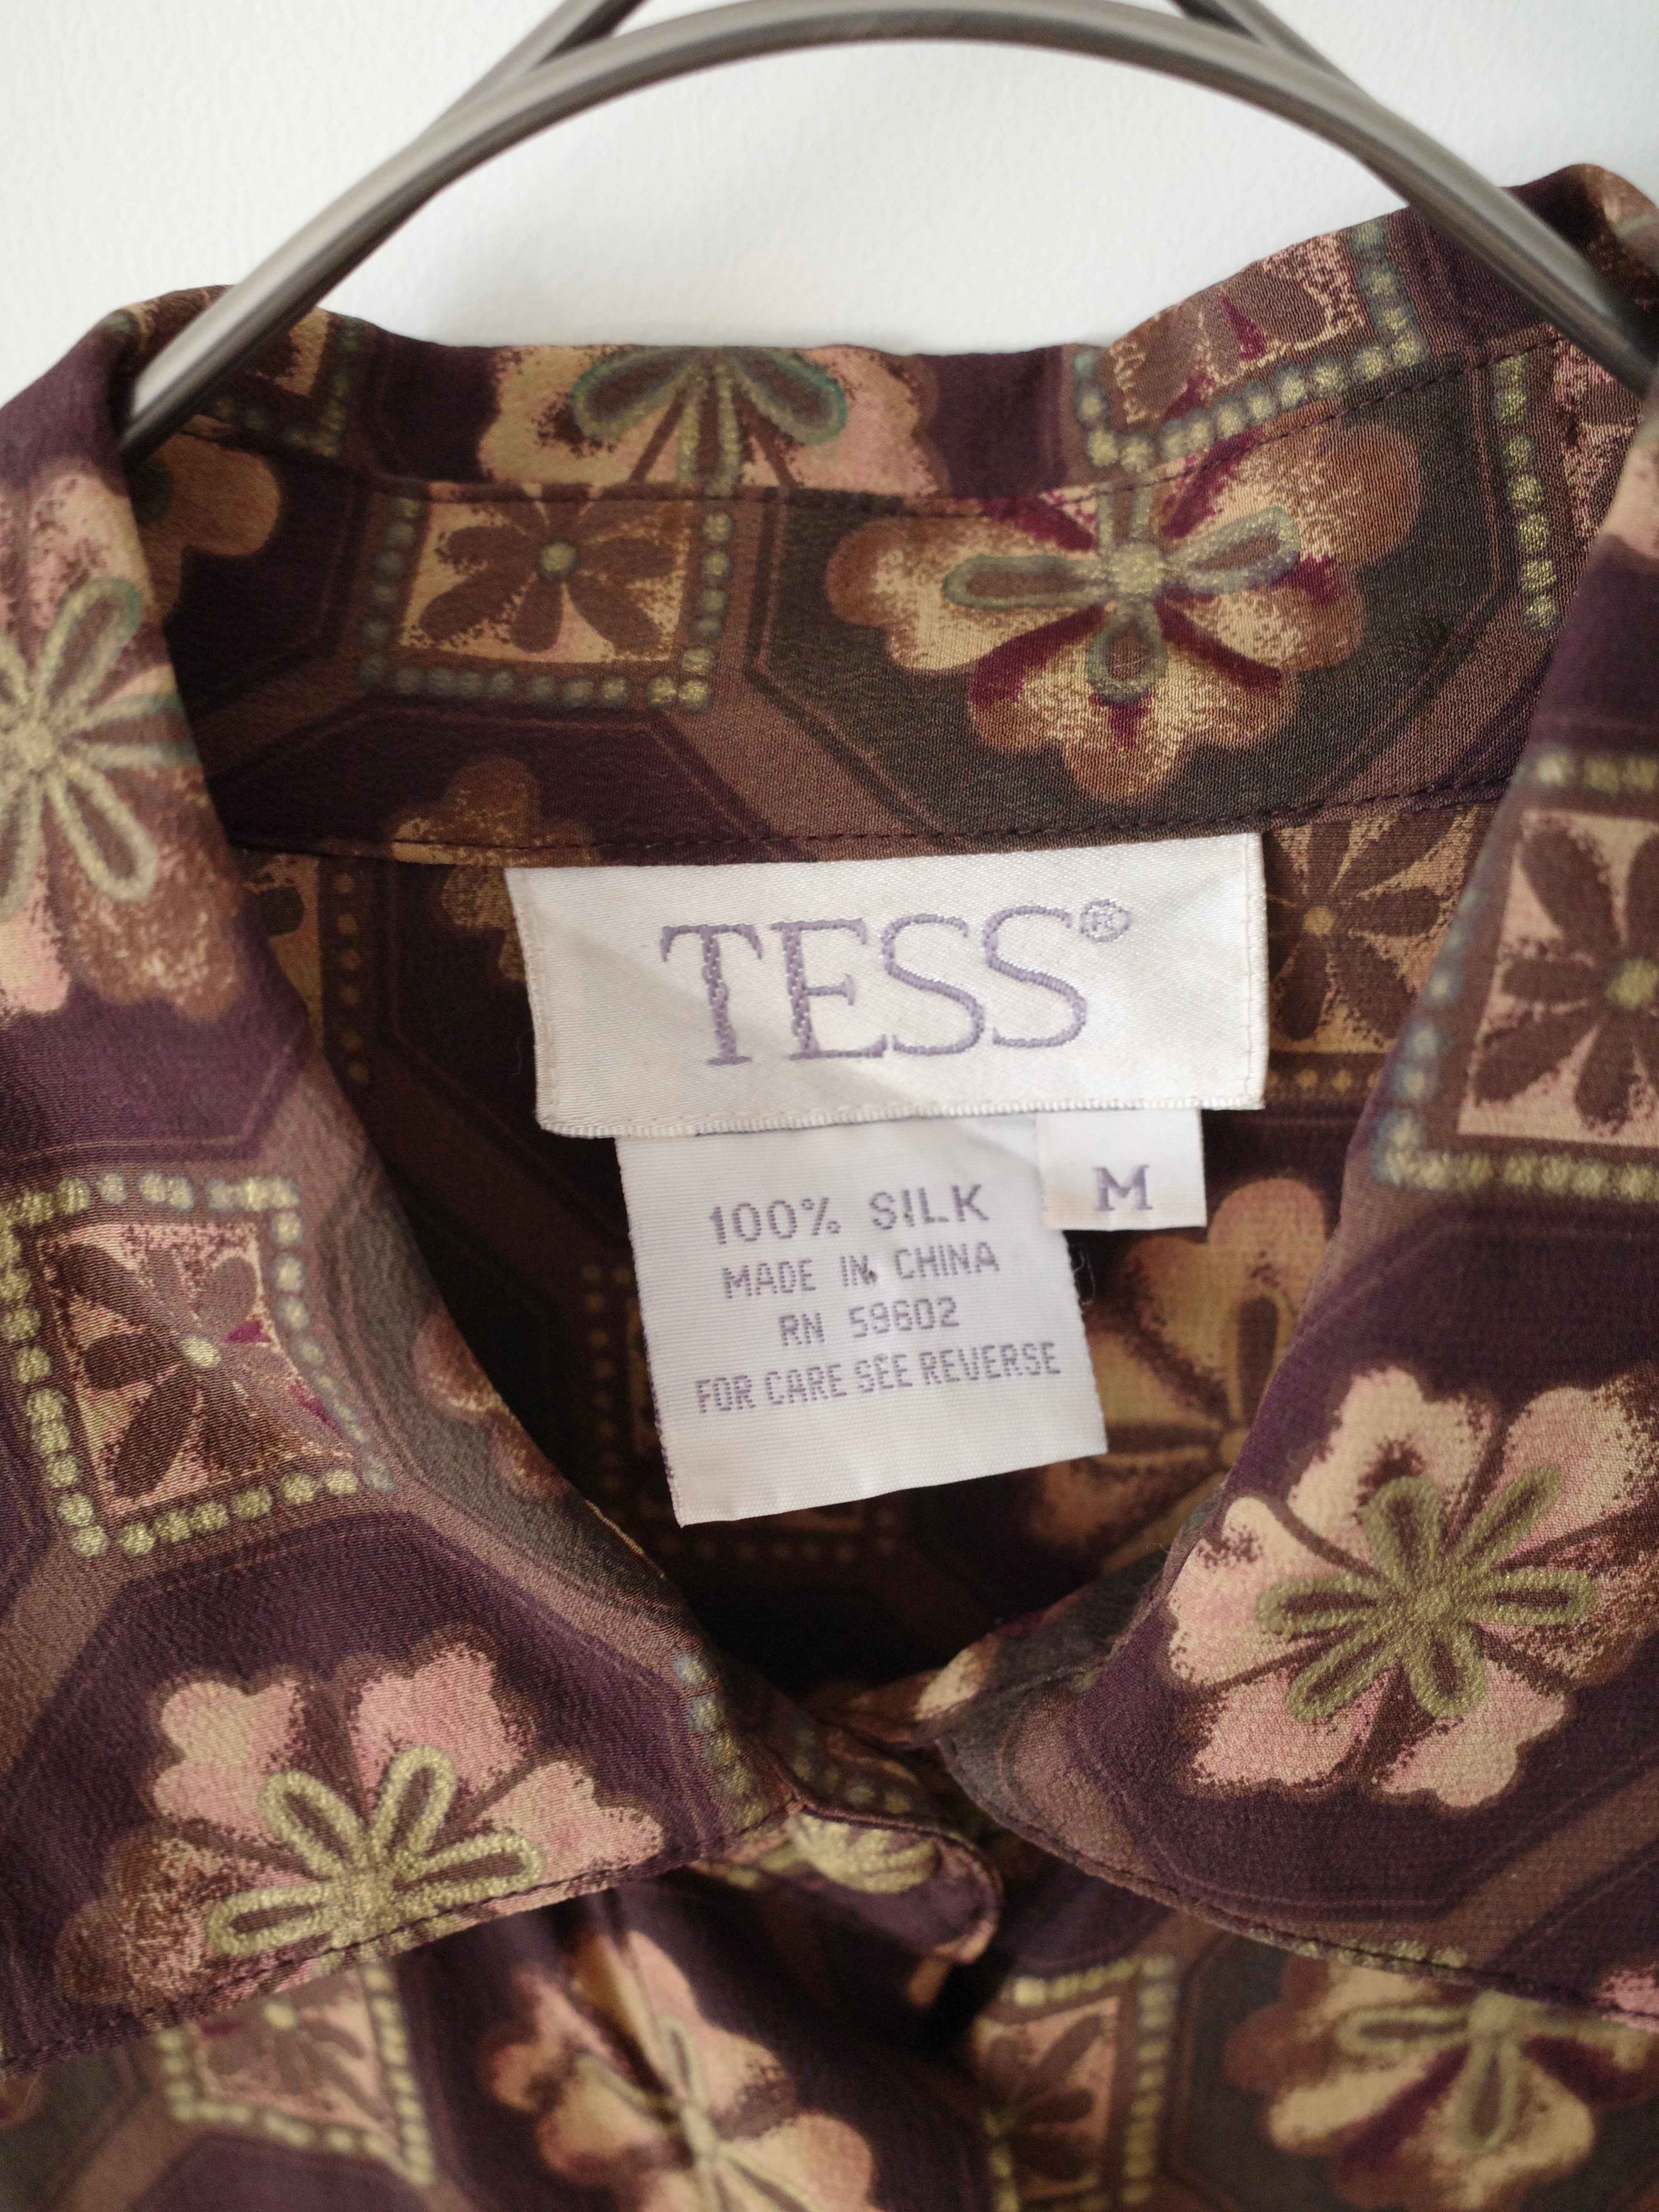 TESS®
M
100% SILK
MADE IN CHINA
RN 59602
FOR CARE SEE REVERSE